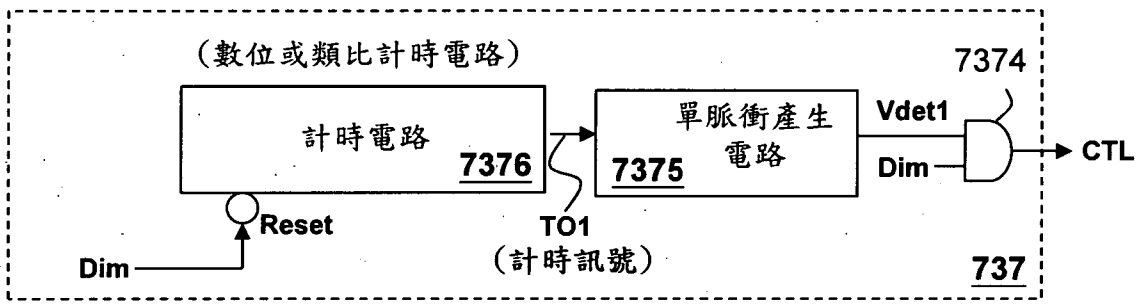 (數位或類比計時電路)
7374
計時電路
7376
單脈衝產生
電路
7375
Vdet1
Dim
CTL
Reset
Dim
TO1
(計時訊號)
737